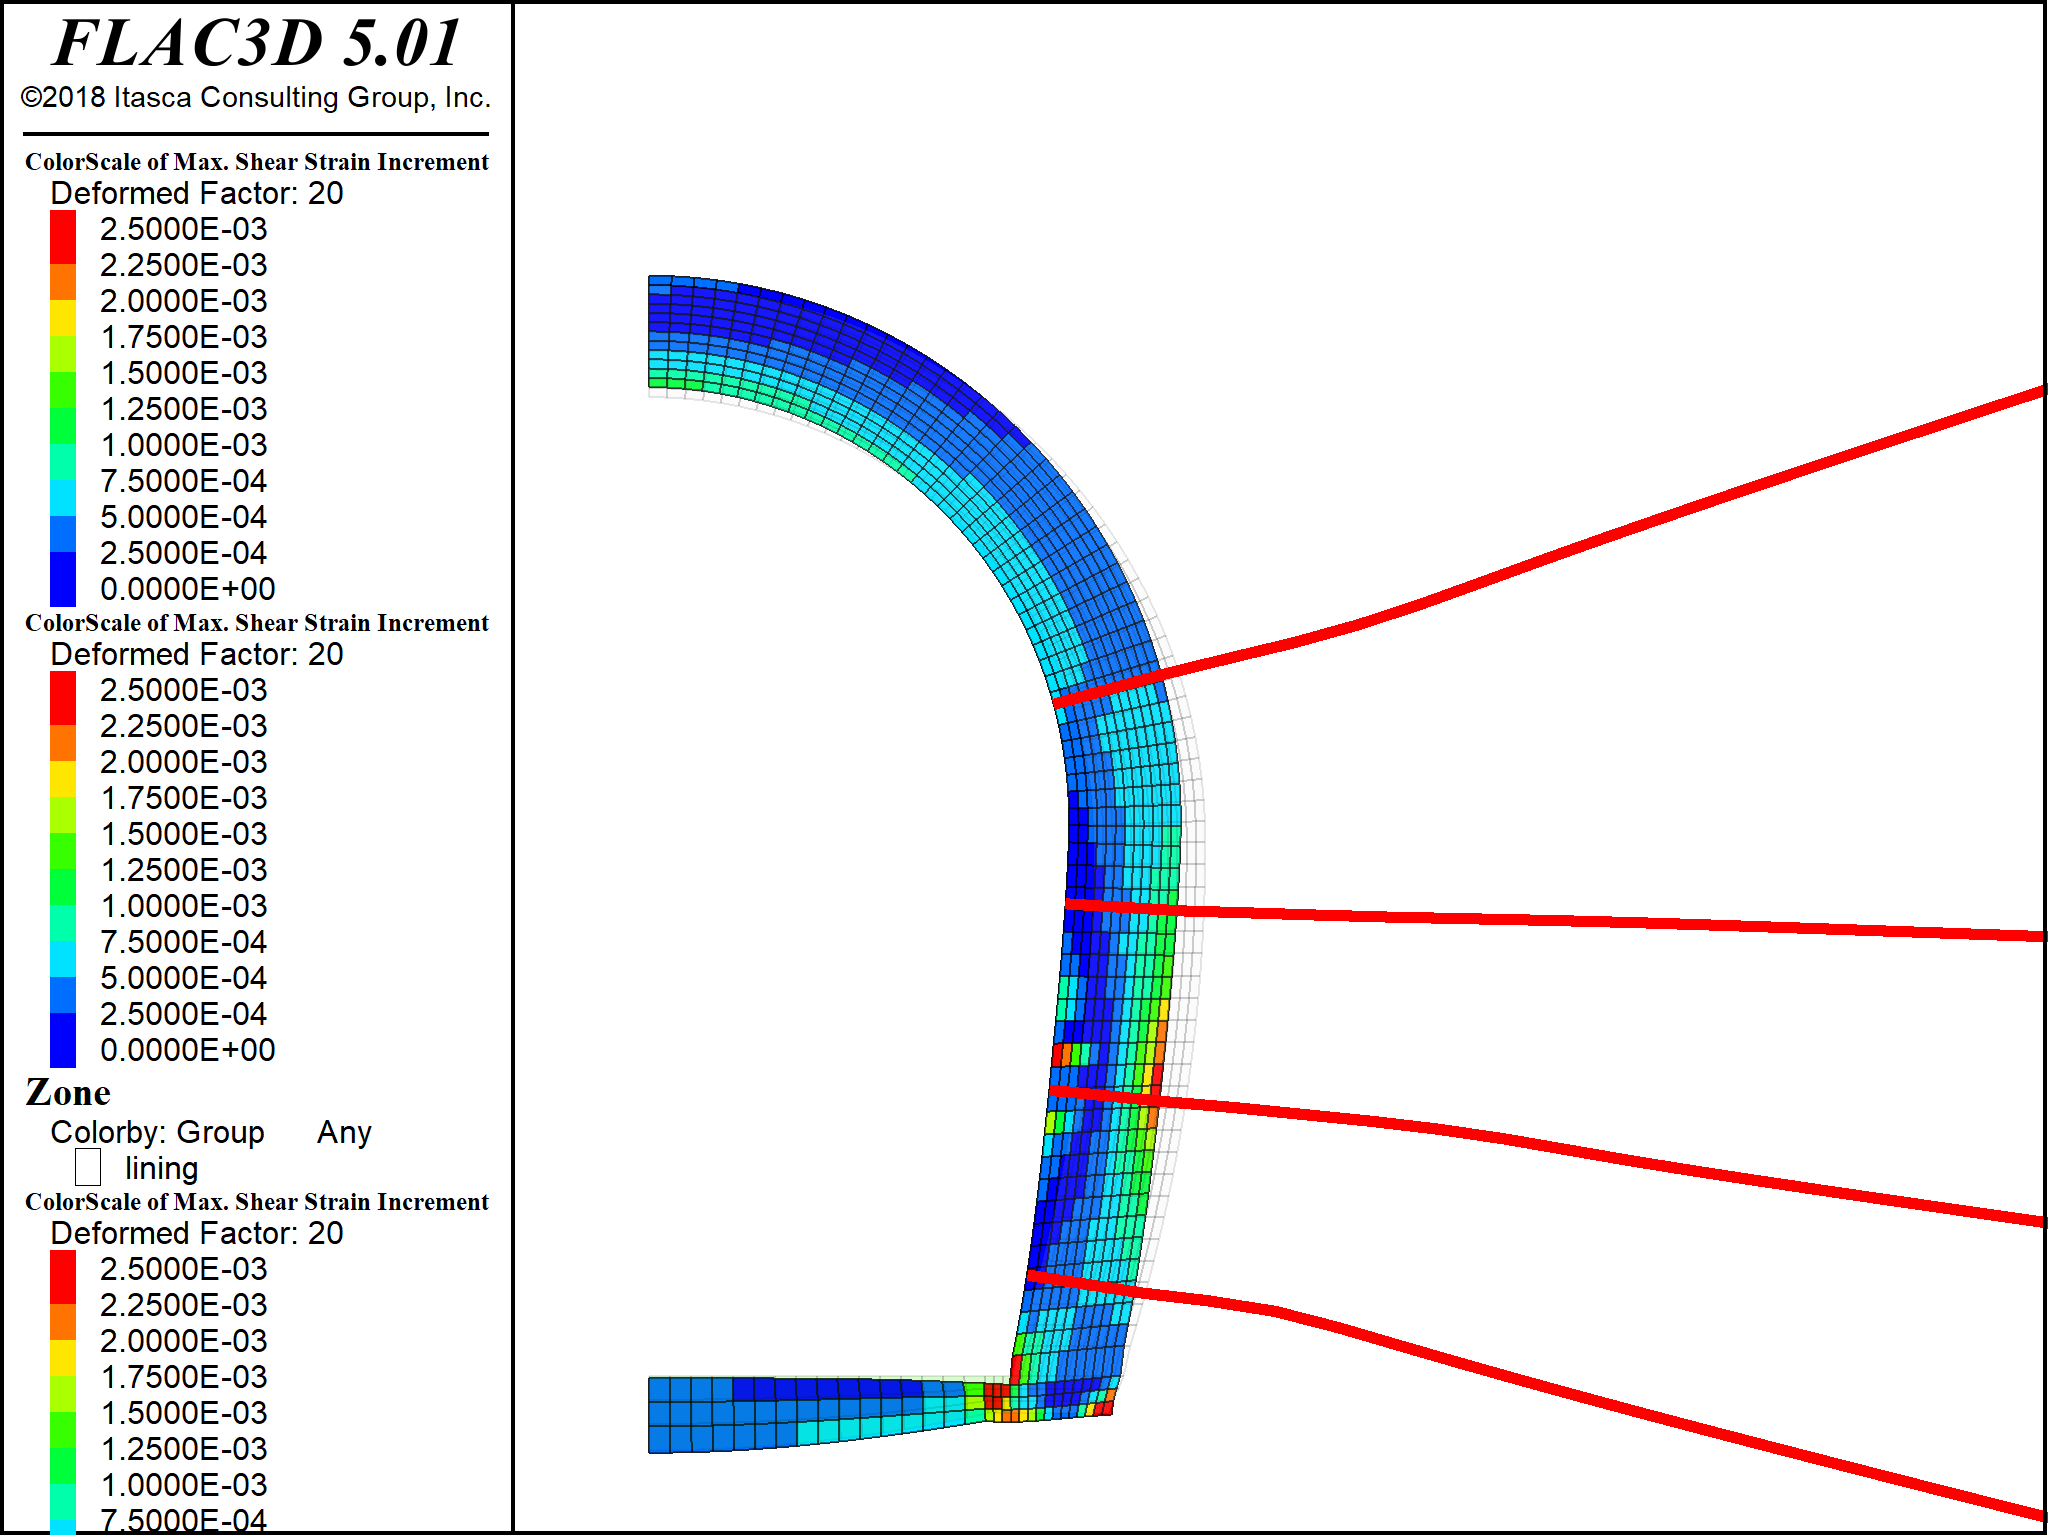 FLAC3D 5.01
©2018 Itasca Consulting Group, Inc.
ColorScale of Max. Shear Strain Increment
Deformed Factor: 20
2.5000E-03
2.2500E-03
2.0000E-03
1.7500E-03
1.5000E-03
1.2500E-03
1.0000E-03
7.5000E-04
5.0000E-04
2.5000E-04
0.0000E+00
ColorScale of Max. Shear Strain Increment
Deformed Factor: 20
2.5000E-03
2.2500E-03
2.0000E-03
1.7500E-03
1.5000E-03
1.2500E-03
1.0000E-03
7.5000E-04
5.0000E-04
2.5000E-04
0.0000E+00
Zone
Colorby: Group Any
lining
ColorScale of Max. Shear Strain Increment
Deformed Factor: 20
2.5000E-03
2.2500E-03
2.0000E-03
1.7500E-03
1.5000E-03
1.2500E-03
1.0000E-03
7.5000E-04